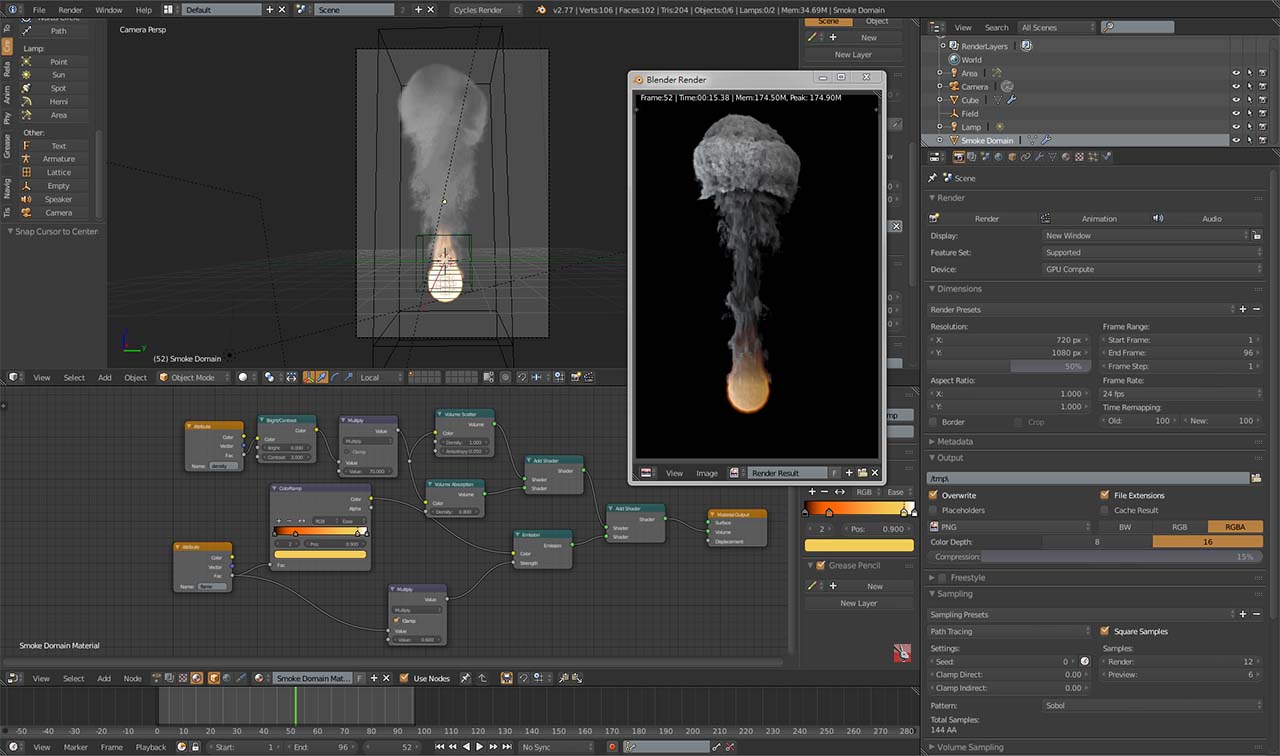 File Render Window Help Default Scene 2 Cycles Render v2.77 | Verts:106 | Faces:102 | Tris:204 | Objects:0/6 | Lamps:0/2 | Mem:34.69M | Smoke Domain
Path
Lamp:
Point
Sun
Spot
Hemi
Area
Other:
Text
Armature
Lattice
Empty
Speaker
Camera
Snap Cursor to Center
Rela
Anim
Phy
Grease
Navig
Camera Persp
(52) Smoke Domain
View Select Add Object Object Mode Local
Scene Object
New
New Layer
Blender Render
Frame:52 | Time:00:15.38 | Mem:174.50M, Peak: 174.90M
View Image Render Result F
View Search All Scenes
RenderLayers
World
Area
Camera
Cube
Field
Lamp
Smoke Domain
Scene
Render
Render Animation Audio
Display: New Window
Feature Set: Supported
Device: GPU Compute
Dimensions
Render Presets
Resolution: Frame Range:
X: 720 px Start Frame: 1
Y: 1080 px End Frame: 96
50% Frame Step: 1
Aspect Ratio: Frame Rate:
X: 1.000 24 fps
Y: 1.000 Time Remapping:
Border Crop Old: 100 New: 100
Metadata
Output
/tmp\
Overwrite File Extensions
Placeholders Cache Result
PNG BW RGB RGBA
Color Depth: 8 16
Compression: 15%
Freestyle
Sampling
Sampling Presets
Path Tracing Square Samples
Settings: Samples:
Seed: 0 Render: 12
Clamp Direct: 0.00 Preview: 6
Clamp Indirect: 0.00
Pattern: Sobol
Total Samples:
144 AA
Volume Sampling
Attribute
Color
Vector
Fac
Name: density
Bright/Contrast
Color
Color
Bright: 0.000
Contrast: 3.000
Multiply
Value
Multiply
Clamp
Value
Value: 70.000
Volume Scatter
Volume
Color
Density: 1.000
Anisotropy:0.050
Volume Absorption
Volume
Color
Density: 0.800
Add Shader
Shader
Shader
Shader
ColorRamp
Color
Alpha
RGB Ease
2 Pos: 0.900
Fac
Attribute
Color
Vector
Fac
Name: flame
Emission
Emission
Color
Strength
Add Shader
Shader
Shader
Shader
Material Output
Surface
Volume
Displacement
Multiply
Value
Multiply
Clamp
Value
Value: 0.600
Smoke Domain Material
RGB Ease
2 Pos: 0.900
Grease Pencil
New
New Layer
View Select Add Node Smoke Domain Mat... F Use Nodes
-50 -40 -30 -20 -10 0 10 20 30 40 50 60 70 80 90 100 110 120 130 140 150 160 170 180 190 200 210 220 230 240 250 260 270 280
View Marker Frame Playback Start: 1 End: 96 52 No Sync